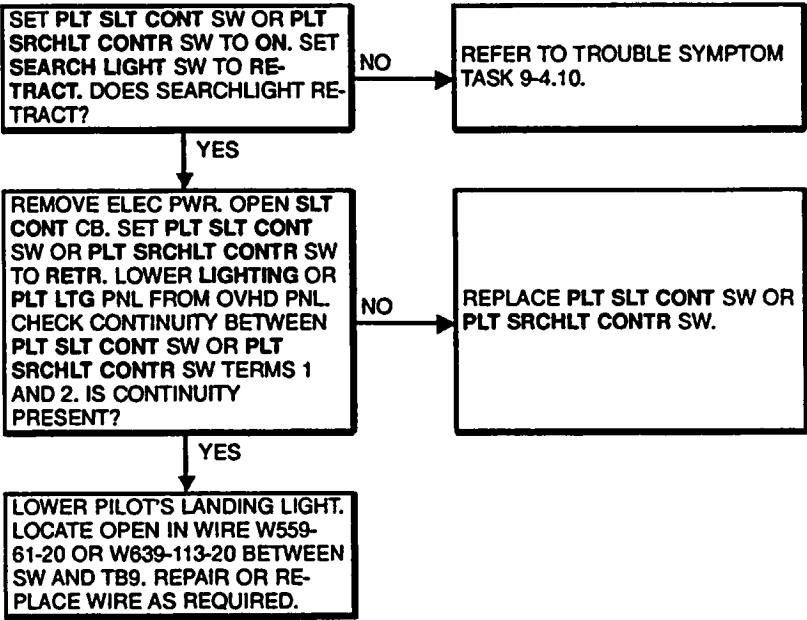 SET PLT SLT CONT SW OR PLT
SRCHLT CONTR SW TO ON. SET
SEARCH LIGHT SW TO RE-
TRACT. DOES SEARCHLIGHT RE-
TRACT?
NO
REFER TO TROUBLE SYMPTOM
TASK 9-4.10.
YES
REMOVE ELEC PWR. OPEN SLT
CONT CB. SET PLT SLT CONT
SW OR PLT SRCHLT CONTR SW
TO RETR. LOWER LIGHTING OR
PLT LTG PNL FROM OVHD PNL.
CHECK CONTINUITY BETWEEN
PLT SLT CONT SW OR PLT
SRCHLT CONTR SW TERMS 1
AND 2. IS CONTINUITY
PRESENT?
NO
REPLACE PLT SLT CONT SW OR
PLT SRCHLT CONTR SW.
YES
LOWER PILOT'S LANDING LIGHT.
LOCATE OPEN IN WIRE W559-
61-20 OR W639-113-20 BETWEEN
SW AND TB9. REPAIR OR RE-
PLACE WIRE AS REQUIRED.